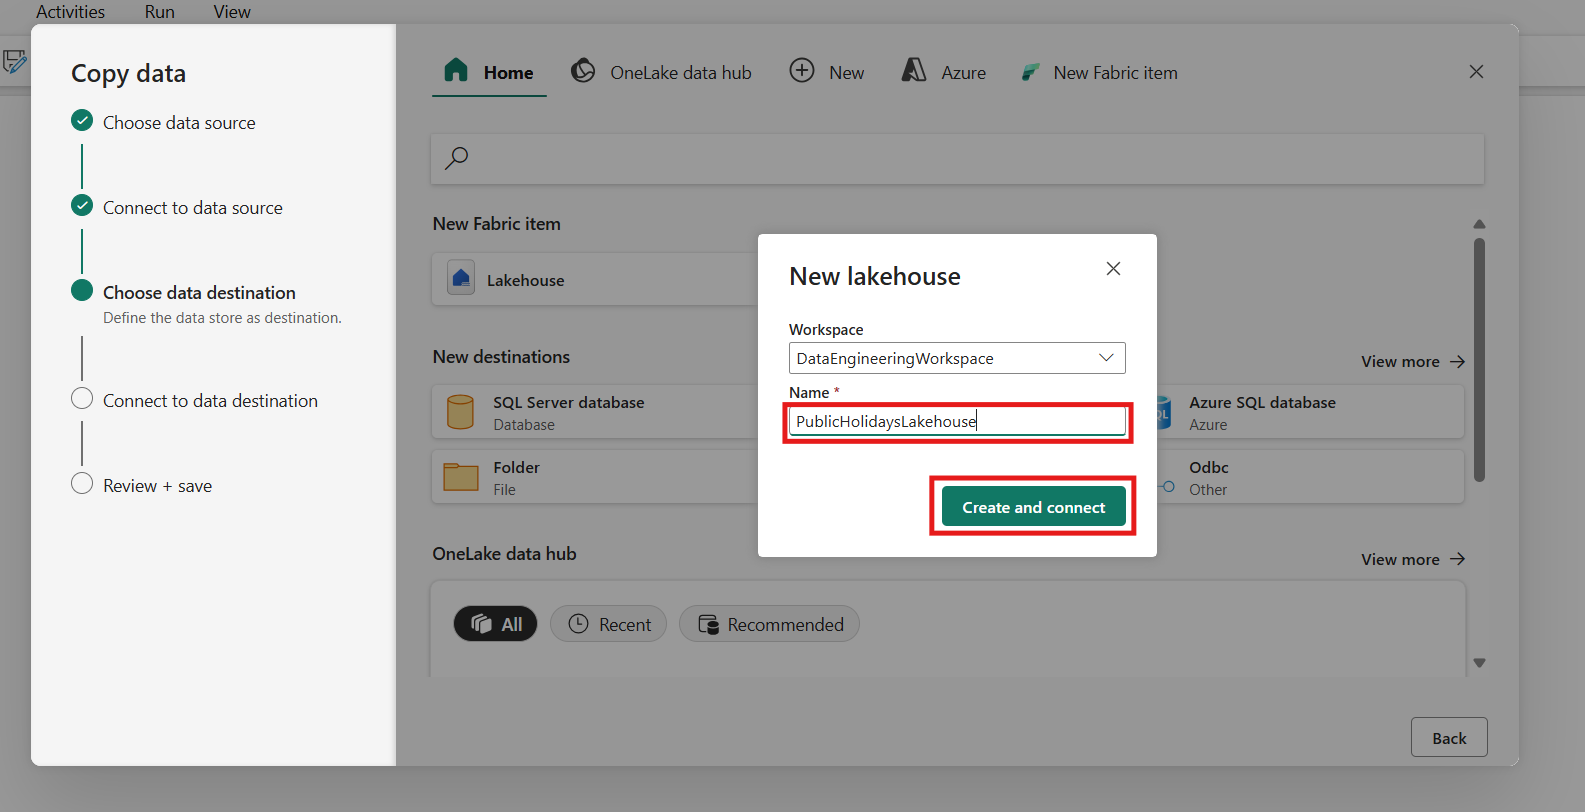 Activities Run View
Copy data
Choose data source
Connect to data source
Choose data destination
Define the data store as destination.
Connect to data destination
Review + save
Home OneLake data hub New Azure New Fabric item
New Fabric item
Lakehouse
New destinations
View more
SQL Server database
Database
Azure SQL database
Azure
Folder
File
Odbc
Other
OneLake data hub
View more
All Recent Recommended
Back
New lakehouse
Workspace
DataEngineeringWorkspace
Name *
PublicHolidaysLakehouse
Create and connect